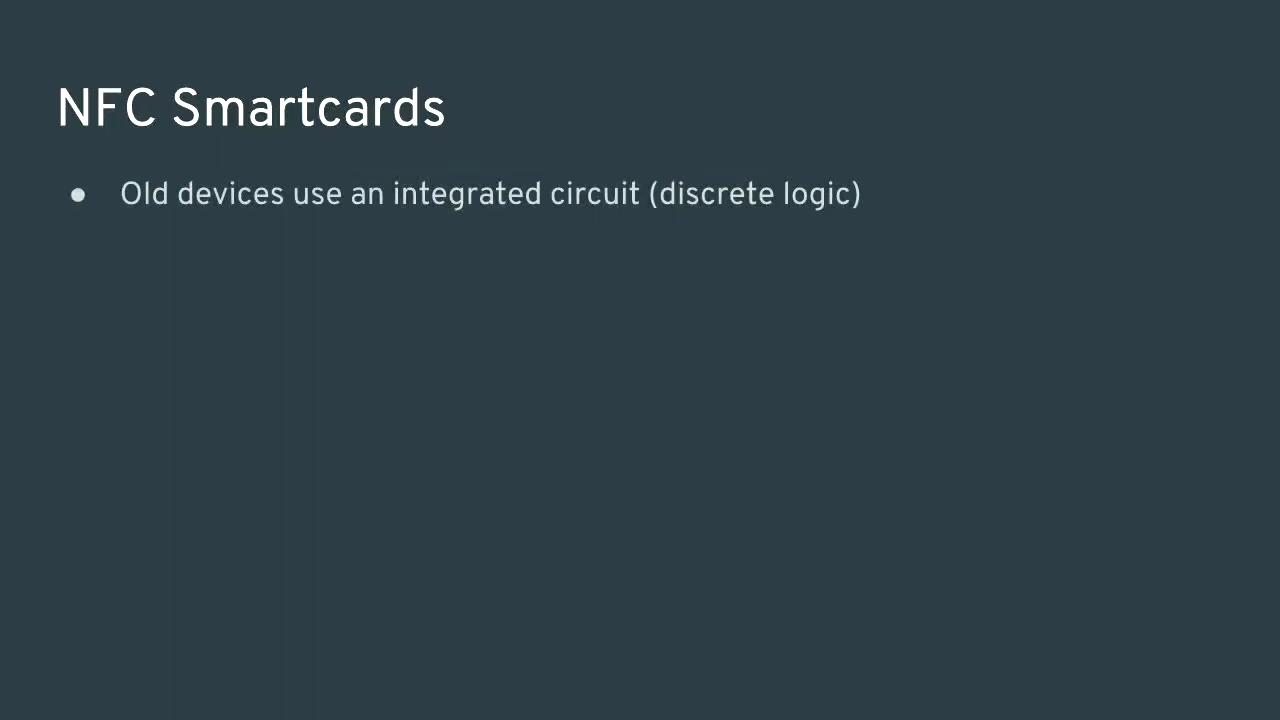 NFC Smartcards
● Old devices use an integrated circuit (discrete logic)